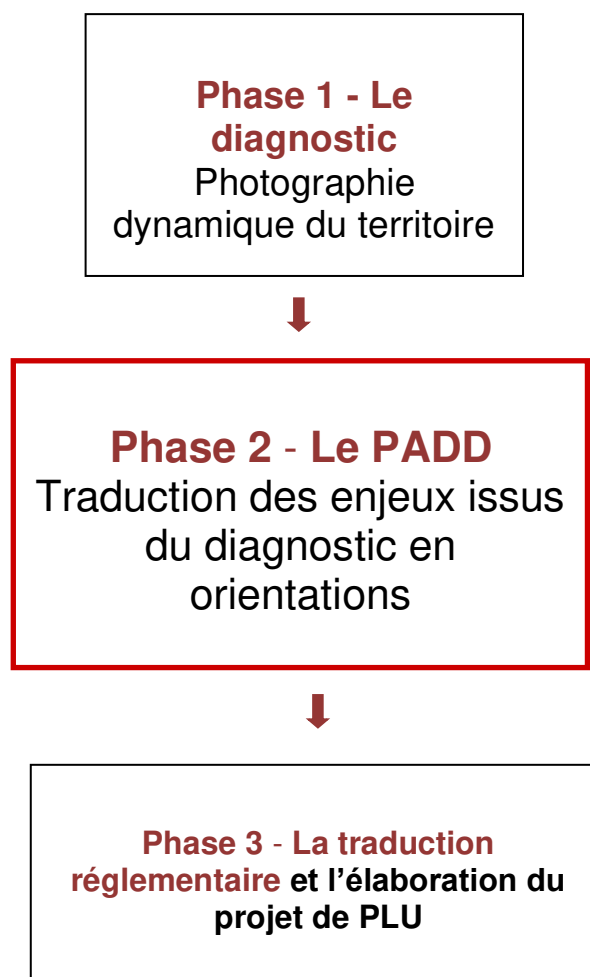 Phase 1 - Le
diagnostic
Photographie
dynamique du territoire
Phase 2 - Le PADD
Traduction des enjeux issus
du diagnostic en
orientations
Phase 3 - La traduction
réglementaire et l’élaboration du
projet de PLU